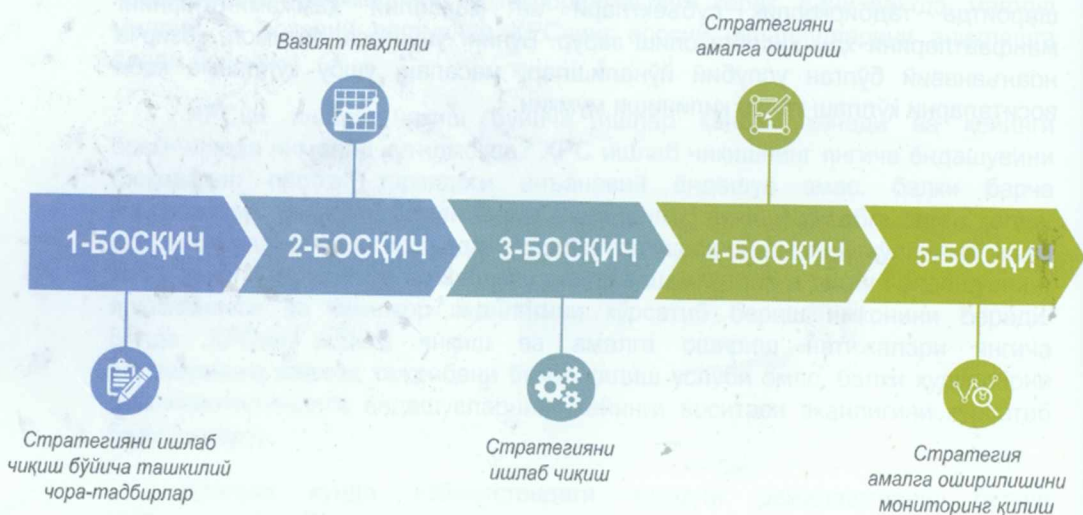 Вазият таҳлили
Стратегияни
амалга ошириш
1-БОСҚИЧ
2-БОСҚИЧ
3-БОСҚИЧ
4-БОСҚИЧ
5-БОСҚИЧ
Стратегияни ишлаб
чиқиш бўйича ташкилий
чора-тадбирлар
Стратегияни
ишлаб чиқиш
Стратегия
амалга оширилишини
мониторинг қилиш